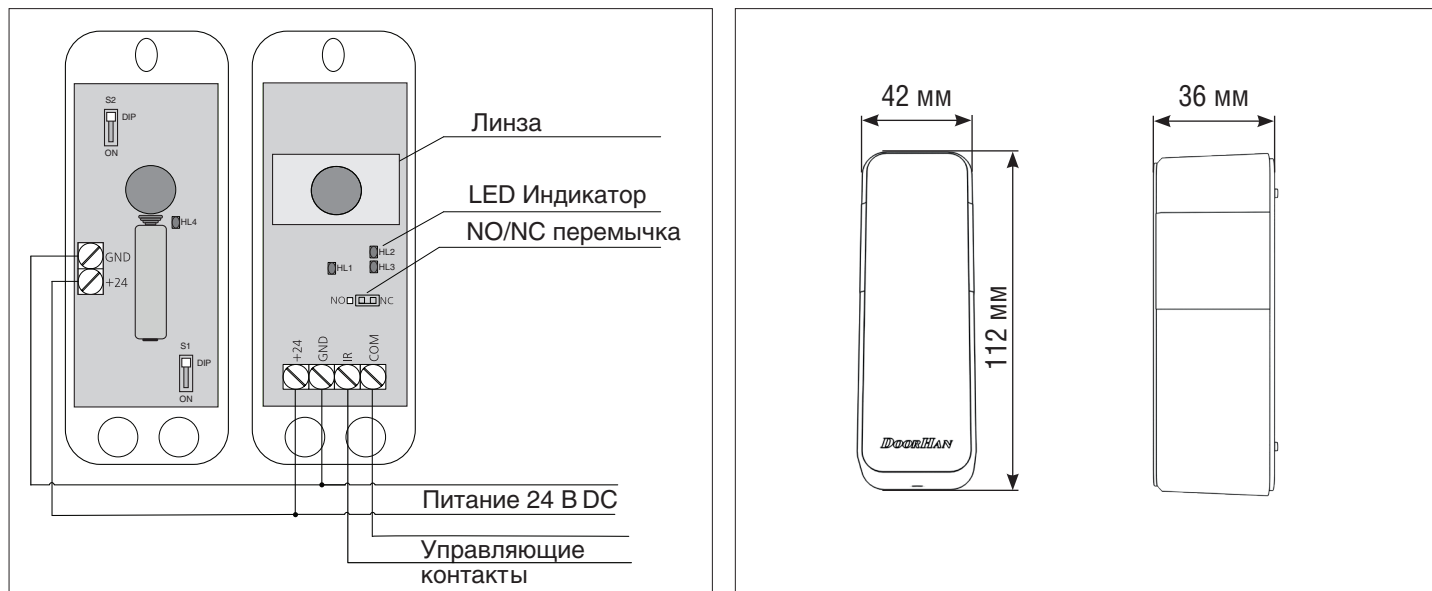 S2
DIP
ON
HL4
GND
+24
S1
DIP
ON
Линза
LED Индикатор
NO/NC перемычка
HL2
HL1
HL3
NO
NC
+24
GND
IR
COM
Питание 24 В DC
Управляющие
контакты
42 мм
36 мм
112 мм
DOORHAN